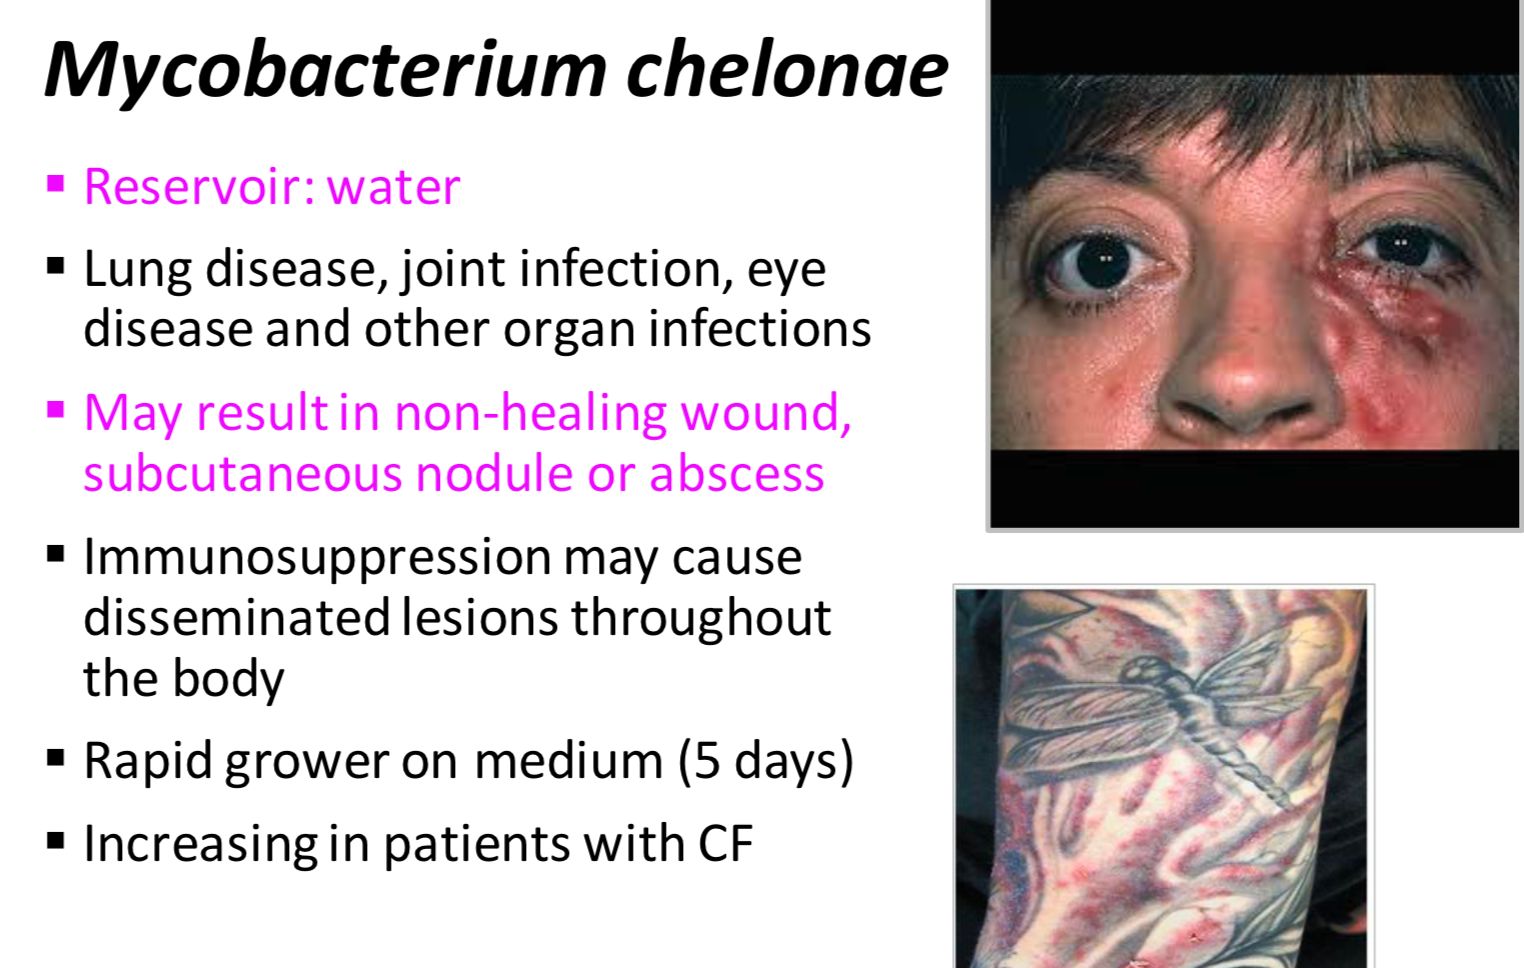 Mycobacterium chelonae
▪ Reservoir: water
▪ Lung disease, joint infection, eye
disease and other organ infections
▪ May result in non-healing wound,
subcutaneous nodule or abscess
▪ Immunosuppression may cause
disseminated lesions throughout
the body
▪ Rapid grower on medium (5 days)
▪ Increasing in patients with CF